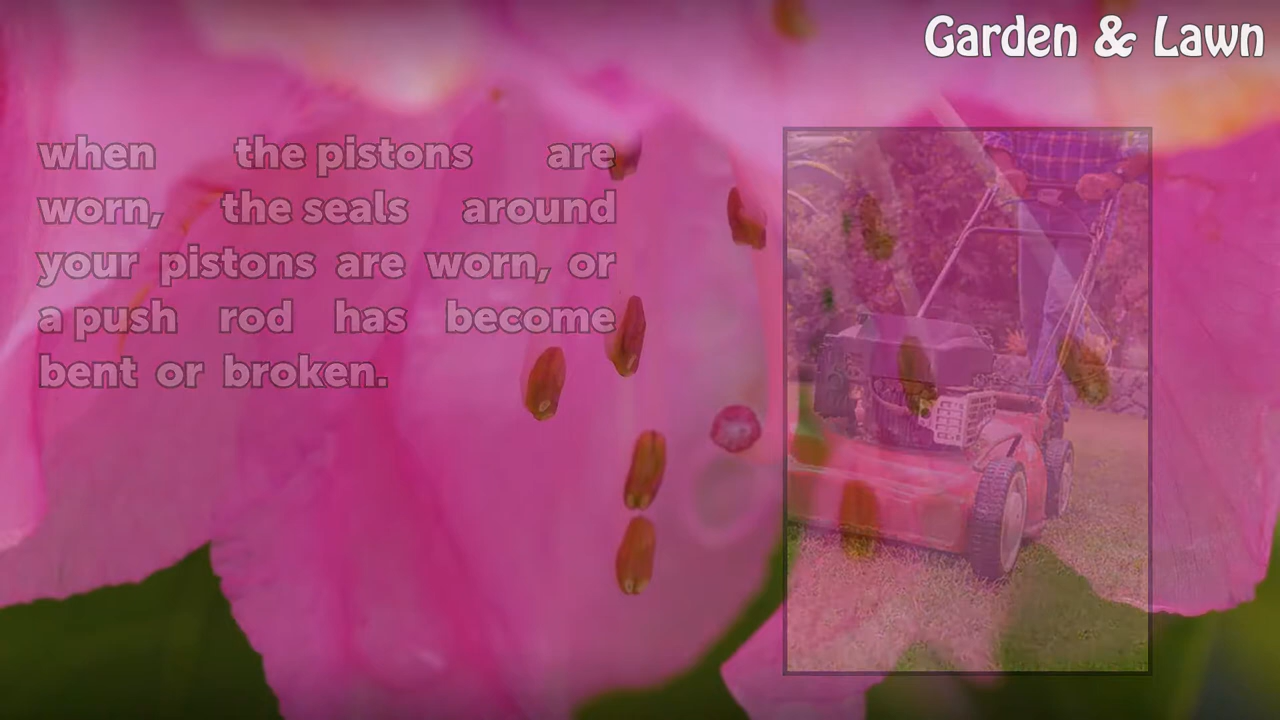 Garden & Lawn
when the pistons are
worn, the seals around
your pistons are worn, or
a push rod has become
bent or broken.